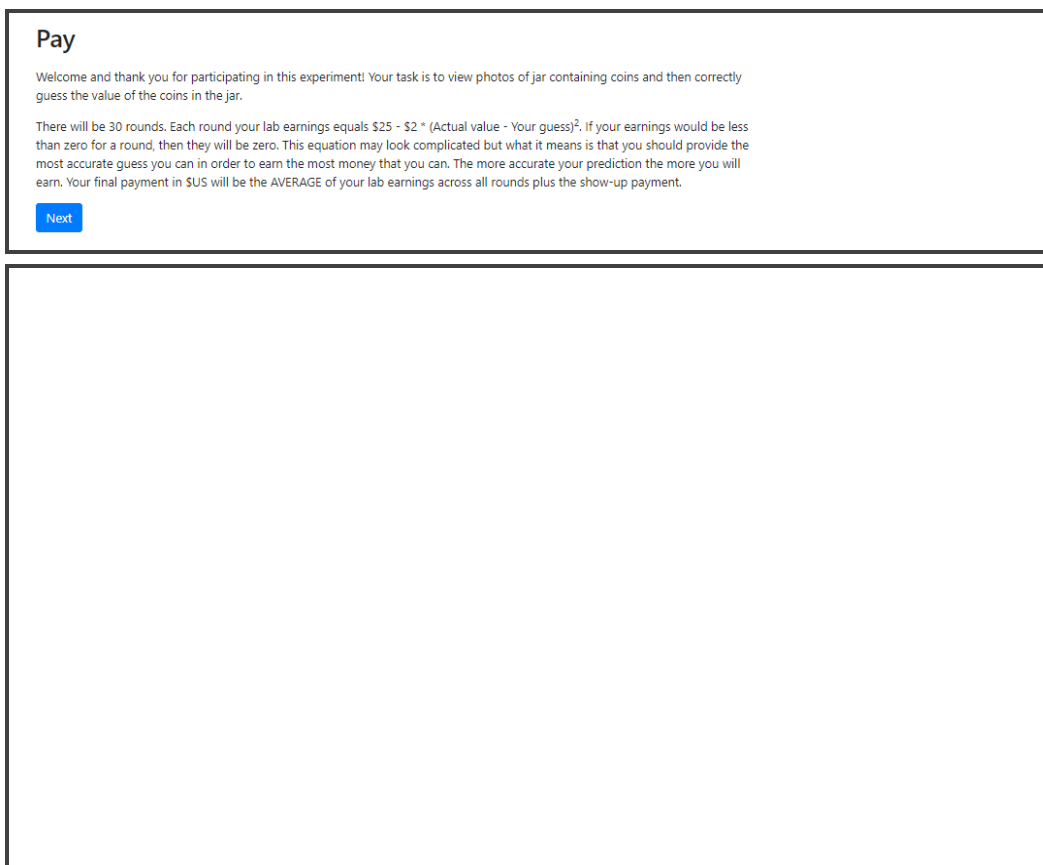 Pay
Welcome and thank you for participating in this experiment! Your task is to view photos of jar containing coins and then correctly
guess the value of the coins in the jar.
There will be 30 rounds. Each round your lab earnings equals $25 - $2 * (Actual value - Your guess)². If your earnings would be less
than zero for a round, then they will be zero. This equation may look complicated but what it means is that you should provide the
most accurate guess you can in order to earn the most money that you can. The more accurate your prediction the more you will
earn. Your final payment in $US will be the AVERAGE of your lab earnings across all rounds plus the show-up payment.
Next